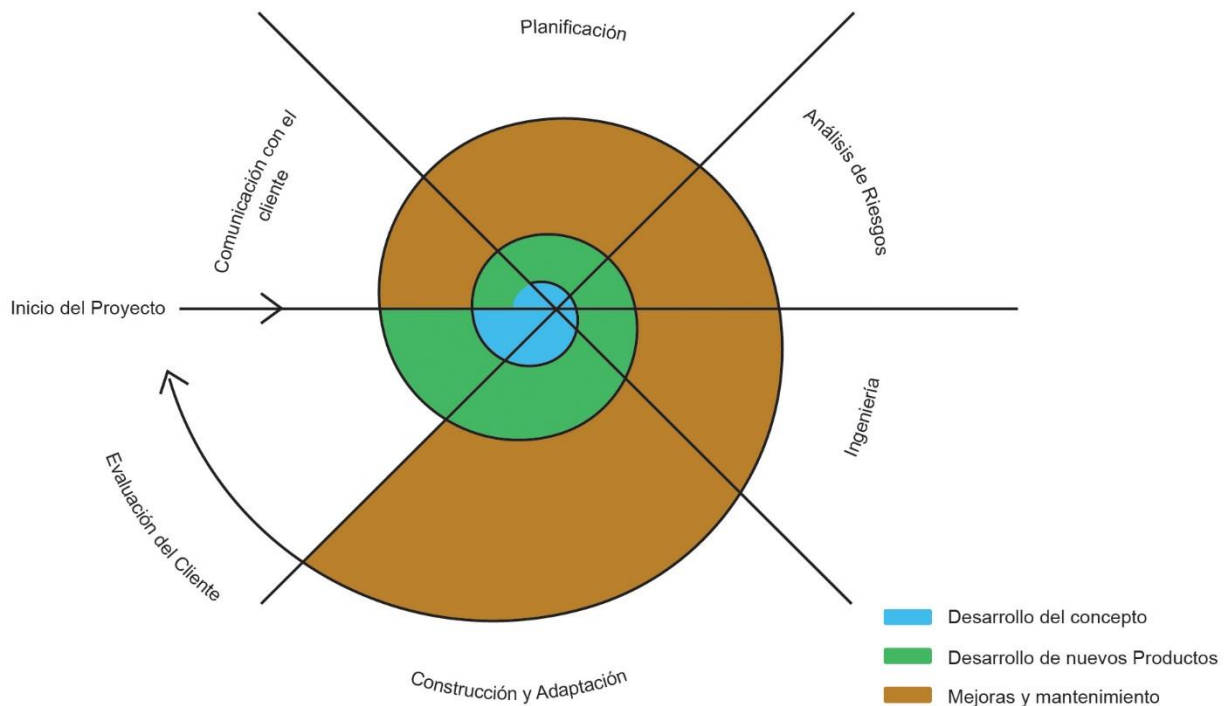 Planificación
Comunicación con el
cliente
Análisis de Riesgos
Inicio del Proyecto
Ingeniería
Evaluación del Cliente
Construcción y Adaptación
Desarrollo del concepto
Desarrollo de nuevos Productos
Mejoras y mantenimiento